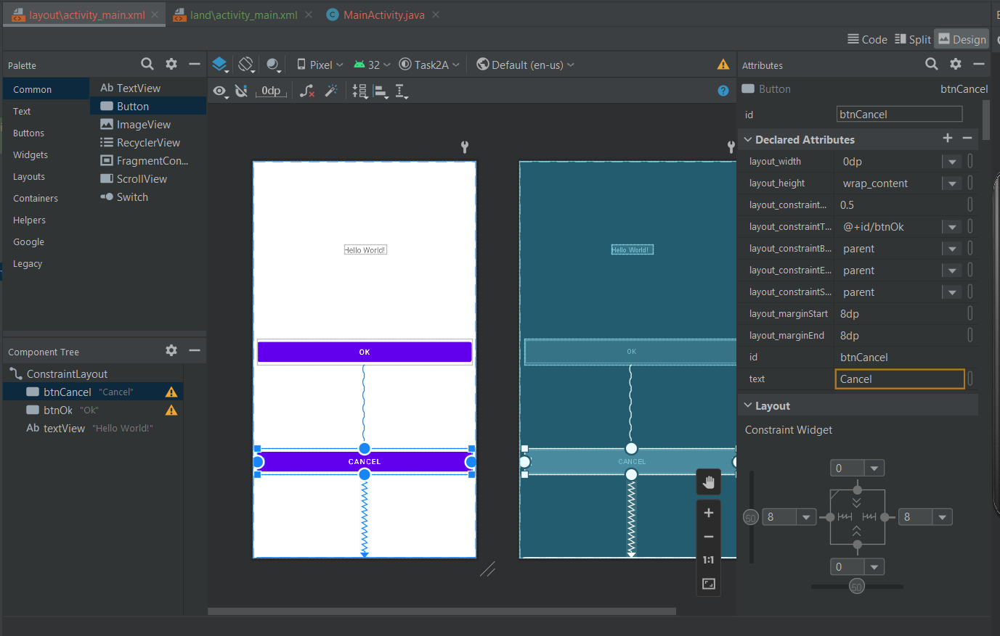 layout\activity_main.xml
land\activity_main.xml
MainActivity.java
Code
Split
Design
Palette
Common
Text
Buttons
Widgets
Layouts
Containers
Helpers
Google
Legacy
Ab TextView
Button
ImageView
RecyclerView
FragmentCon...
ScrollView
Switch
Component Tree
ConstraintLayout
btnCancel "Cancel"
btnOk "Ok"
Ab textView "Hello World!"
Pixel
32
Task2A
Default (en-us)
0dp
?
Hello World!
OK
CANCEL
Hello World!
OK
CANCEL
1:1
Attributes
Button btnCancel
id btnCancel
Declared Attributes
layout_width 0dp
layout_height wrap_content
layout_constraint... 0.5
layout_constraintT... @+id/btnOk
layout_constraintB... parent
layout_constraintE... parent
layout_constraintS... parent
layout_marginStart 8dp
layout_marginEnd 8dp
id btnCancel
text Cancel
Layout
Constraint Widget
0
50 8 8
0
50